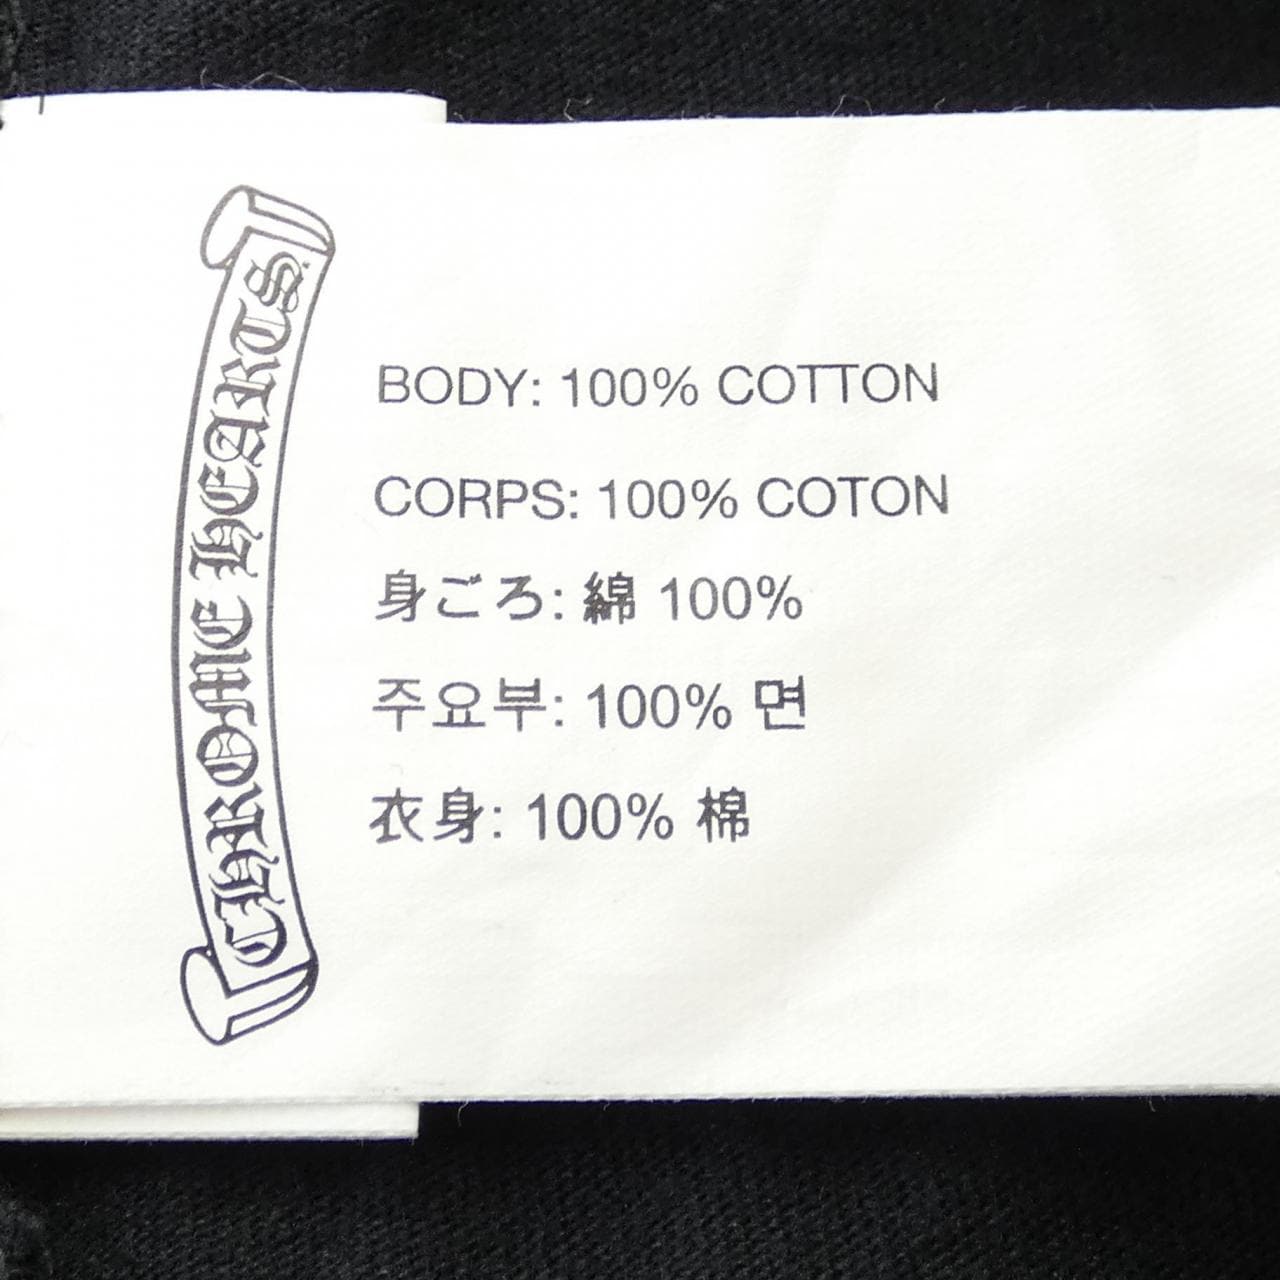 CHROME HEARTS
BODY: 100% COTTON
CORPS: 100% COTON
身ごろ: 綿 100%
주요부: 100% 면
衣身: 100% 棉